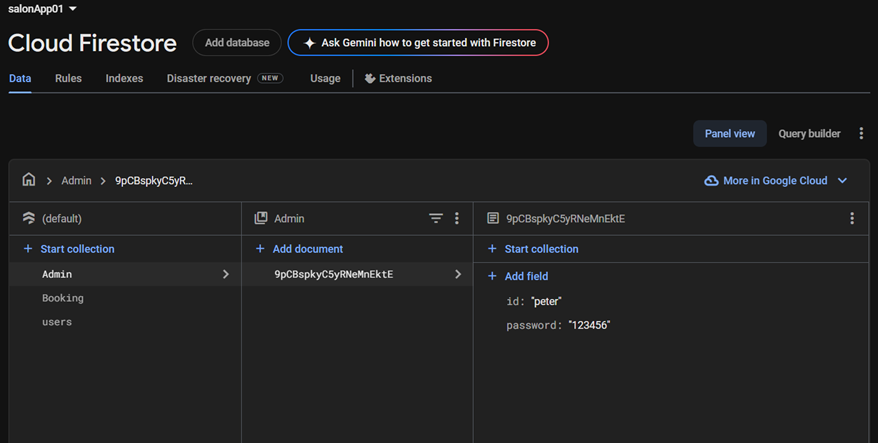 salonApp01
Cloud Firestore
Add database
Ask Gemini how to get started with Firestore
Data
Rules
Indexes
Disaster recovery NEW
Usage
Extensions
Panel view
Query builder
Admin
9pCBspkyC5yR...
More in Google Cloud
(default)
Start collection
Admin
Booking
users
Admin
Add document
9pCBspkyC5yRNeMnEktE
9pCBspkyC5yRNeMnEktE
Start collection
Add field
id: "peter"
password: "123456"